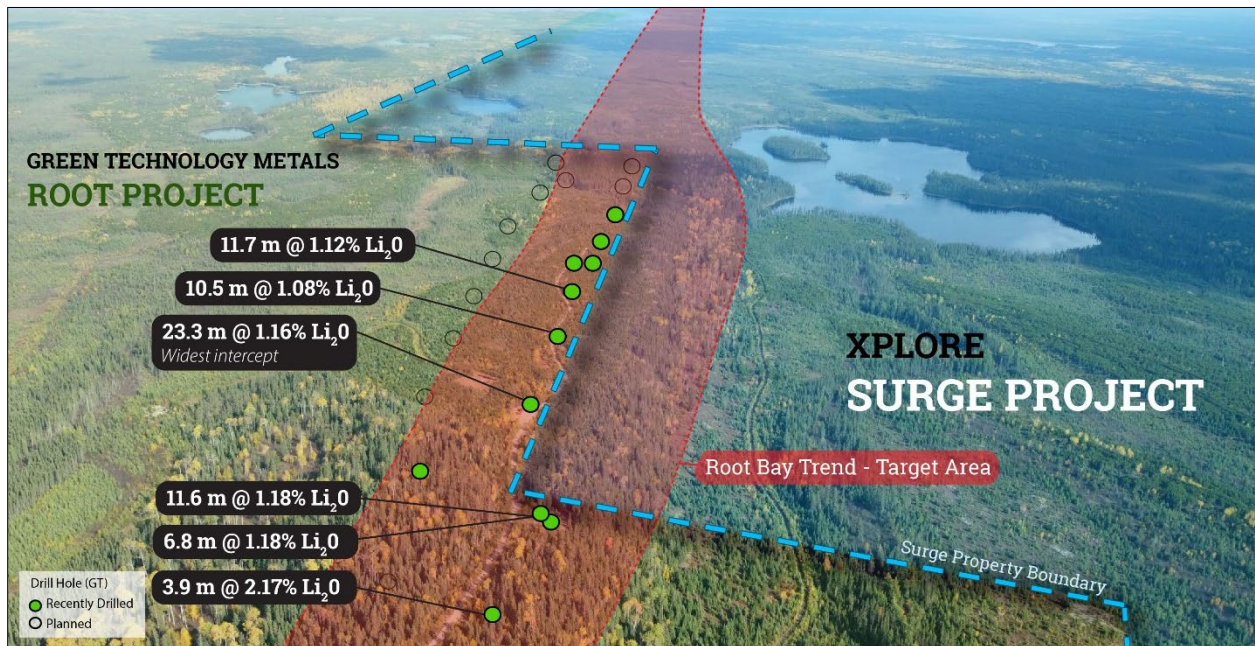 GREEN TECHNOLOGY METALS
ROOT PROJECT
11.7 m @ 1.12% Li₂0
10.5 m @ 1.08% Li₂0
23.3 m @ 1.16% Li₂0
Widest intercept
XPLORE
SURGE PROJECT
Root Bay Trend - Target Area
11.6 m @ 1.18% Li₂0
6.8 m @ 1.18% Li₂0
3.9 m @ 2.17% Li₂0
Surge Property Boundary
Drill Hole (GT)
Recently Drilled
Planned